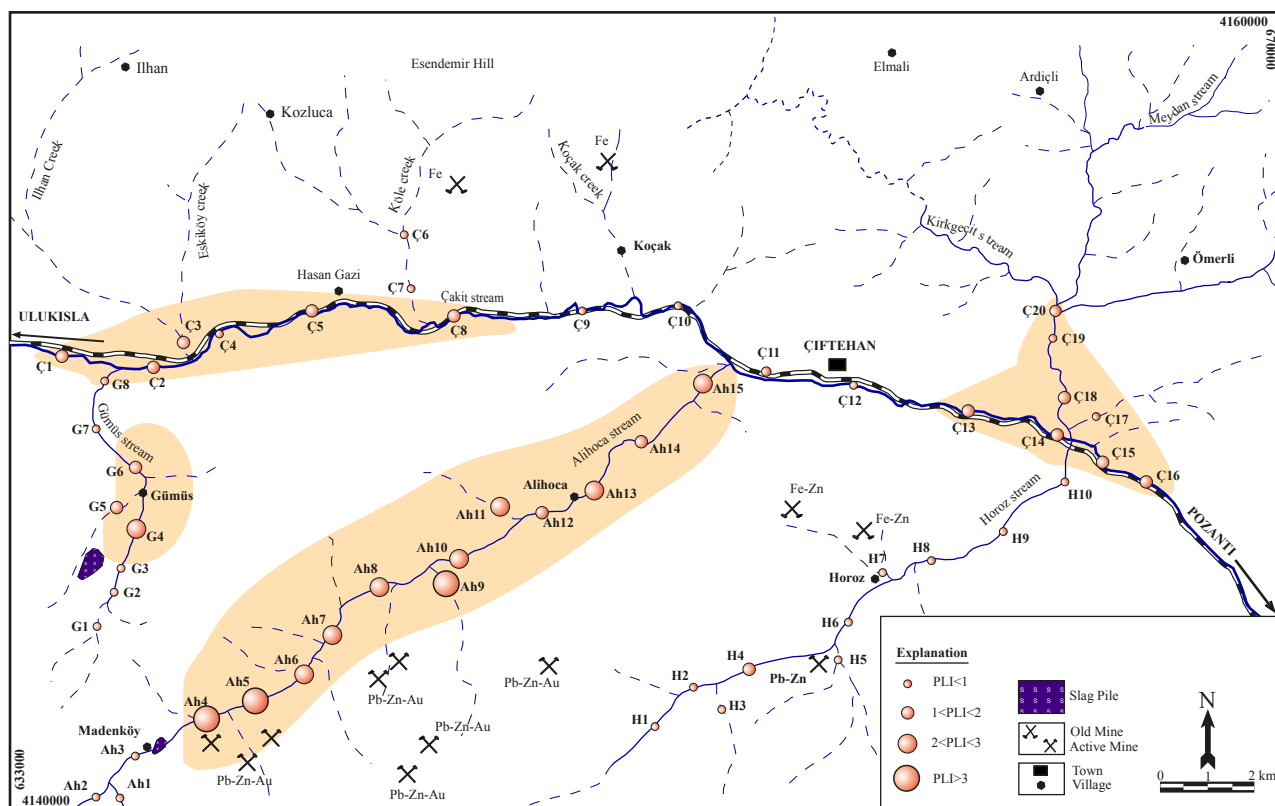 4160000
670000
Ilhan
Esendemir Hill
Elmali
Ardiçli
Kozluca
Meydan stream
Ilhan Creek
Eskiköy creek
Köle creek
Fe
Koçak creek
Fe
Kirkgeçit s tream
Ç6
Koçak
Ömerli
Hasan Gazi
Ç7
Çakit stream
ULUKISLA
Ç3
Ç4
Ç5
Ç8
Ç9
Ç10
Ç20
Ç19
Ç1
G8
Ç2
Ç11
ÇIFTEHAN
Ç12
Ah15
Ç18
Ç17
Ç13
Ç14
Ç15
Ç16
G7
Gümüs stream
G6
Gümüs
G5
G4
G3
G2
G1
Alihoca stream
Ah14
Alihoca
Ah13
Ah11
Ah12
Ah10
Ah9
Ah8
Ah7
Ah6
Ah5
Ah4
Fe-Zn
Fe-Zn
Horoz stream
H10
H9
H8
H7
Horoz
H6
H5
Pb-Zn
H4
H3
H2
H1
POZANTI
Pb-Zn-Au
Pb-Zn-Au
Pb-Zn-Au
Pb-Zn-Au
Pb-Zn-Au
Madenköy
Ah3
Ah2
Ah1
633000
4140000
Explanation
PLI<1
1<PLI<2
2<PLI<3
PLI>3
Slag Pile
Old Mine
Active Mine
Town
Village
N
0 1 2 km